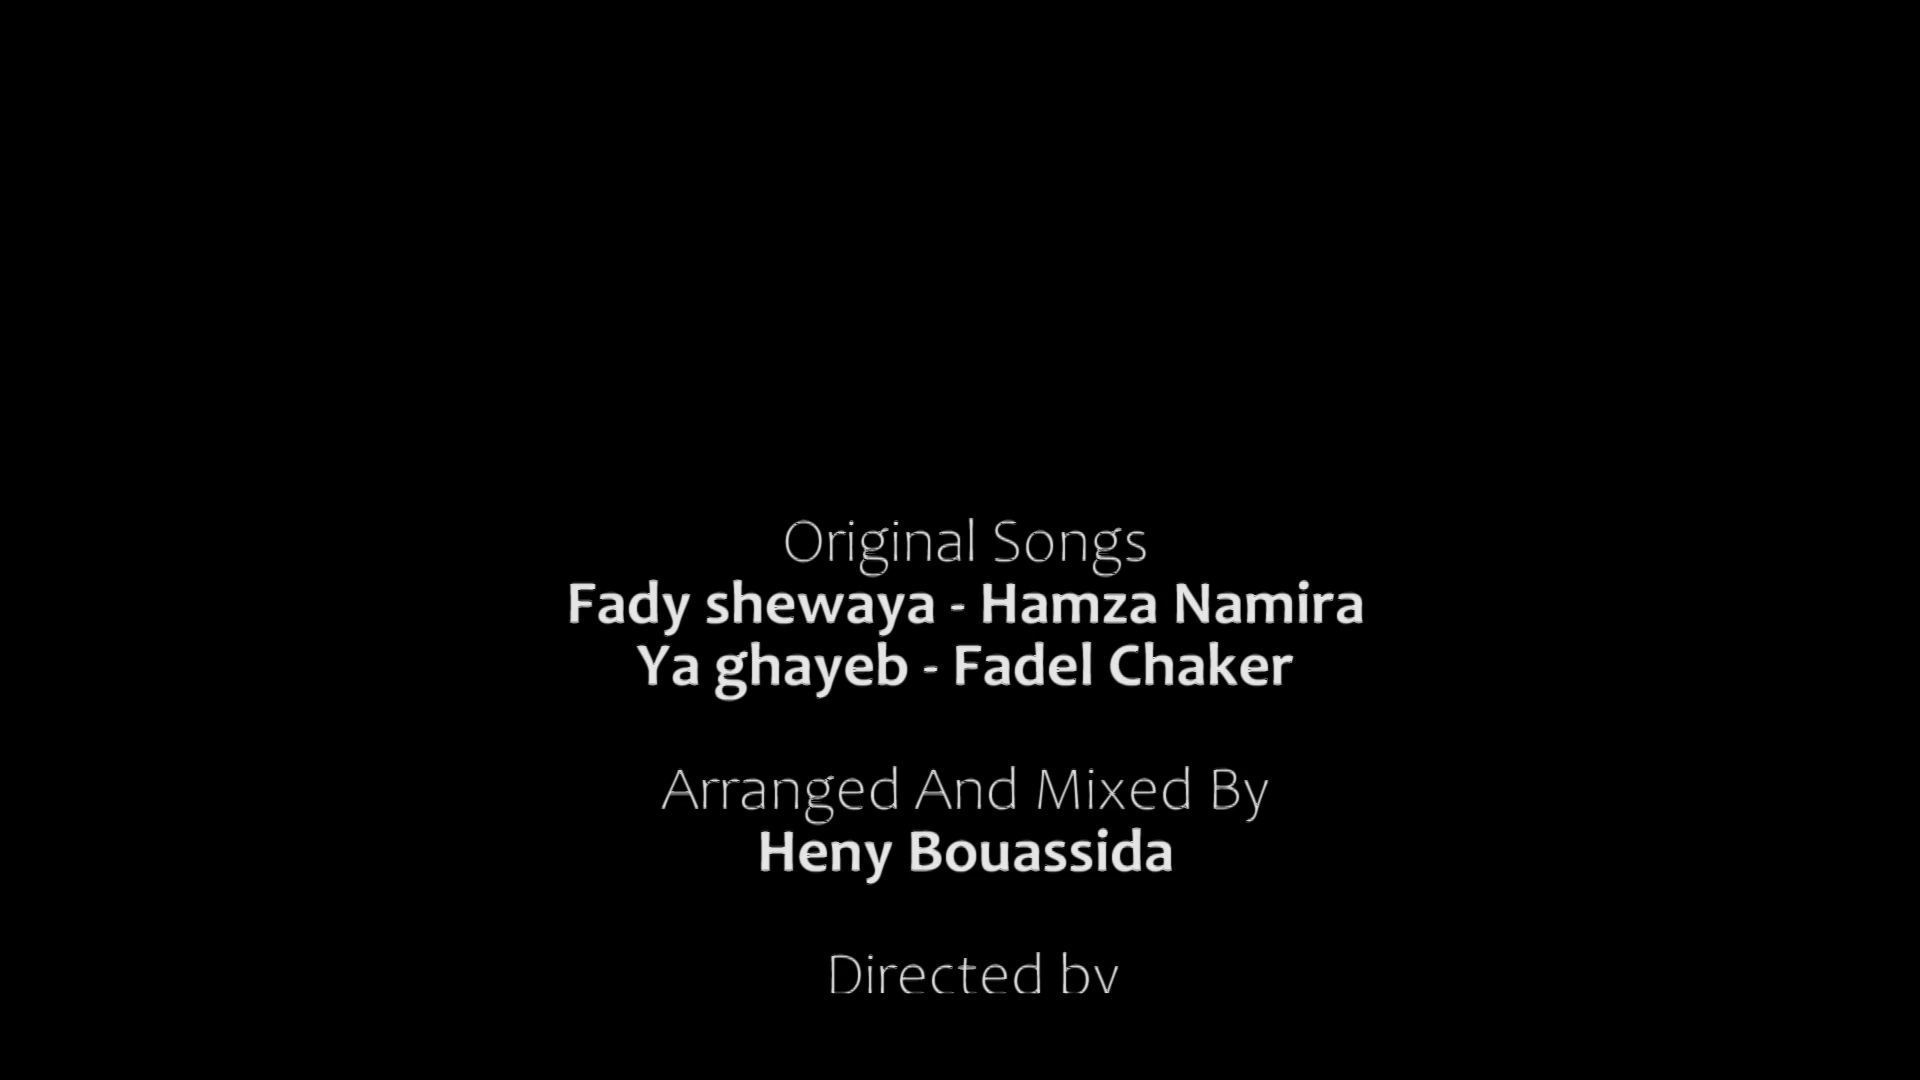 Original Songs
Fady shewaya - Hamza Namira
Ya ghayeb - Fadel Chaker
Arranged And Mixed By
Heny Bouassida
Directed by